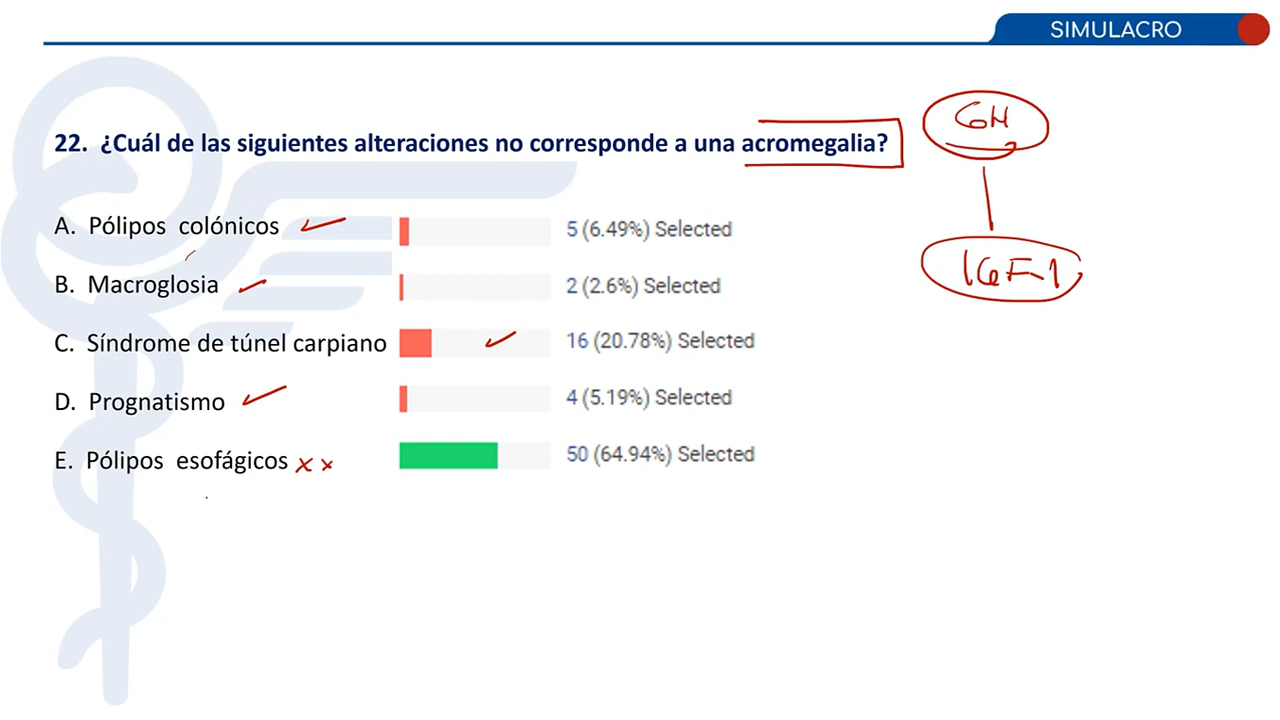 SIMULACRO
22. ¿Cuál de las siguientes alteraciones no corresponde a una acromegalia?
GH
IGF-1
A. Pólipos colónicos
5 (6.49%) Selected
B. Macroglosia
2 (2.6%) Selected
C. Síndrome de túnel carpiano
16 (20.78%) Selected
D. Prognatismo
4 (5.19%) Selected
E. Pólipos esofágicos x x
50 (64.94%) Selected